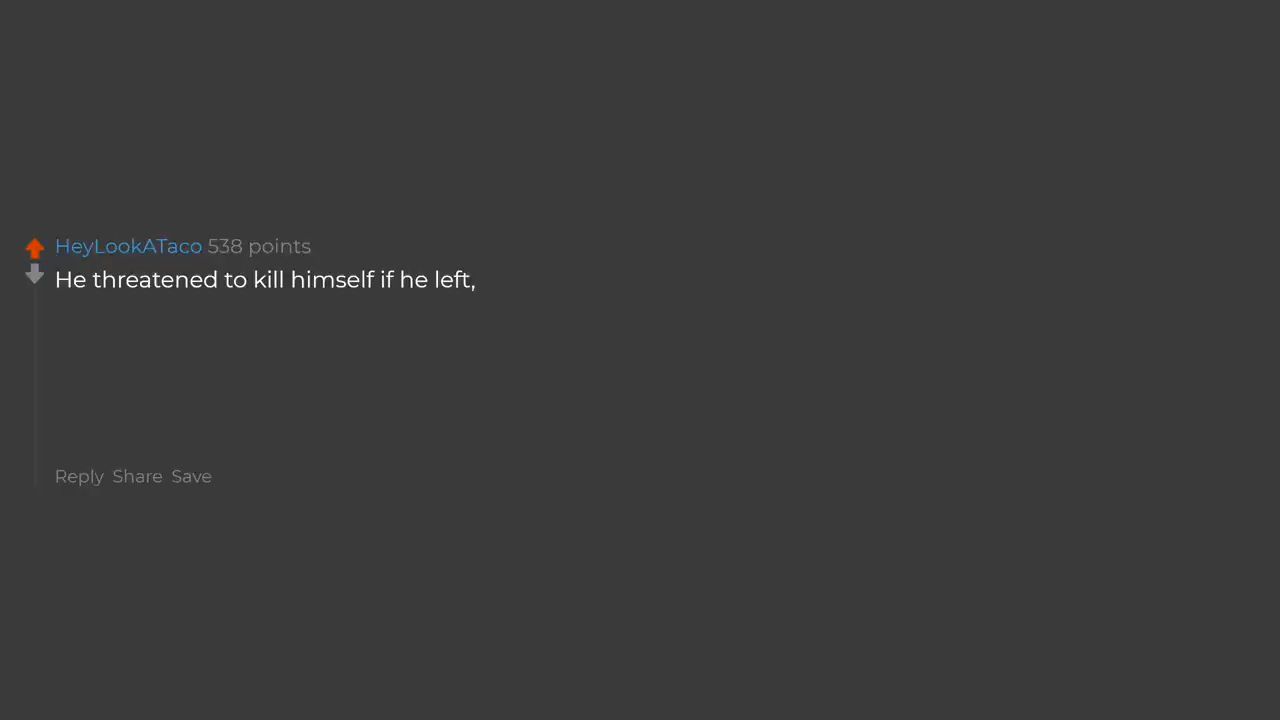 HeyLookATaco 538 points
He threatened to kill himself if he left,
Reply Share Save